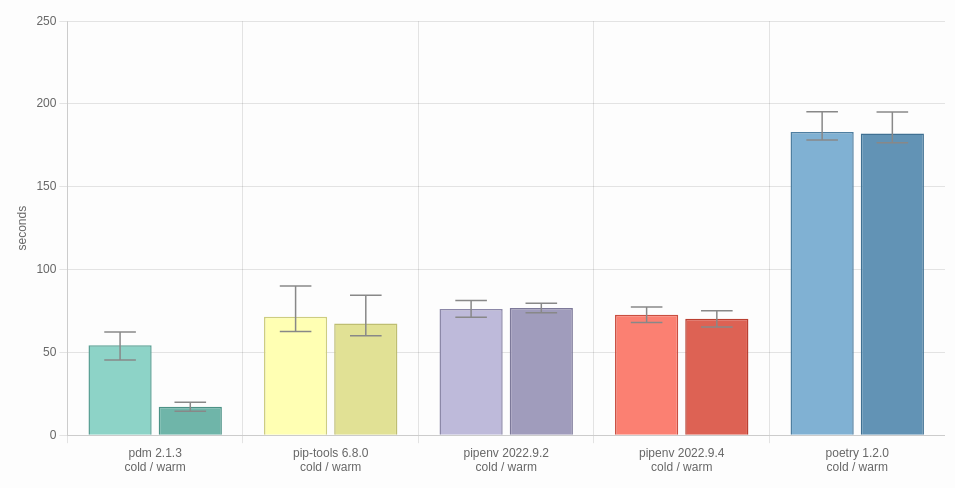 250
200
150
100
50
0
seconds
pdm 2.1.3
cold / warm
pip-tools 6.8.0
cold / warm
pipenv 2022.9.2
cold / warm
pipenv 2022.9.4
cold / warm
poetry 1.2.0
cold / warm